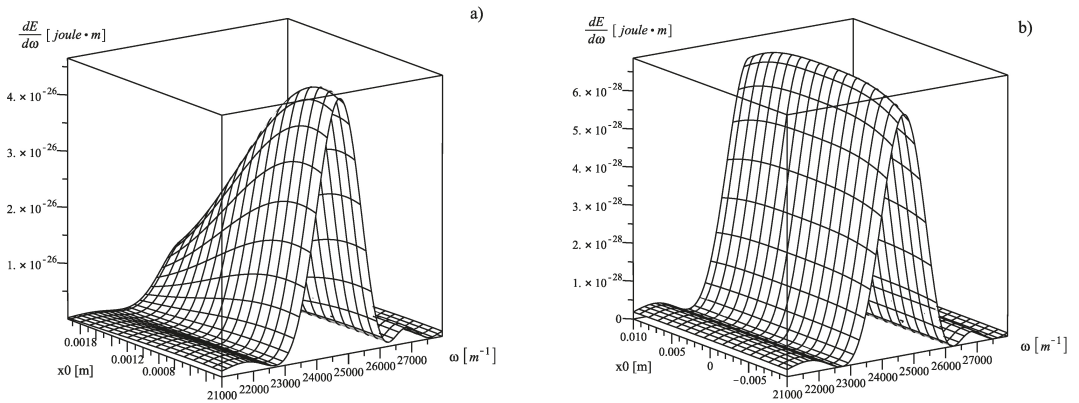 a)
dE/dω [ joule • m ]
4. × 10^-26
3. × 10^-26
2. × 10^-26
1. × 10^-26
0.0018
0.0012
0.0008
x0 [m]
21000
22000
23000
24000
25000
26000
27000
ω [m^-1]
b)
dE/dω [ joule • m ]
6. × 10^-28
5. × 10^-28
4. × 10^-28
3. × 10^-28
2. × 10^-28
1. × 10^-28
0
0.010
0.005
0
−0.005
x0 [m]
21000
22000
23000
24000
25000
26000
27000
ω [m^-1]